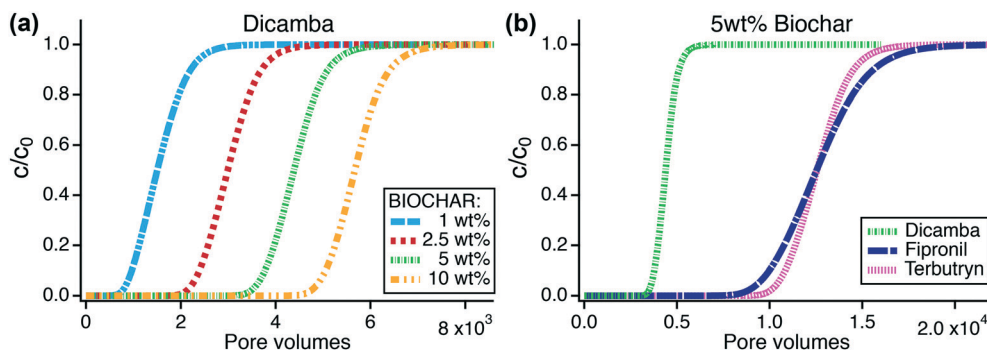 (a) Dicamba
c/c0
1.0
0.8
0.6
0.4
0.2
0.0
BIOCHAR:
1 wt%
2.5 wt%
5 wt%
10 wt%
0 2 4 6 8 x10³
Pore volumes
(b) 5wt% Biochar
c/c0
1.0
0.8
0.6
0.4
0.2
0.0
Dicamba
Fipronil
Terbutryn
0.0 0.5 1.0 1.5 2.0 x10⁴
Pore volumes